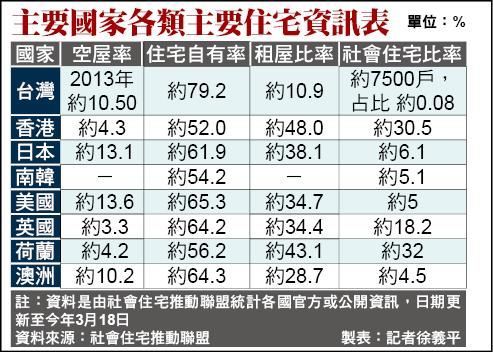 主要國家各類主要住宅資訊表 單位：%
國家 空屋率 住宅自有率 租屋比率 社會住宅比率
台灣 2013年約10.50 約79.2 約10.9 約7500戶，占比 約0.08
香港 約4.3 約52.0 約48.0 約30.5
日本 約13.1 約61.9 約38.1 約6.1
南韓 － 約54.2 － 約5.1
美國 約13.6 約65.3 約34.7 約5
英國 約3.3 約64.2 約34.4 約18.2
荷蘭 約4.2 約56.2 約43.1 約32
澳洲 約10.2 約64.3 約28.7 約4.5
註：資料是由社會住宅推動聯盟統計各國官方或公開資訊，日期更
新至今年3月18日
資料來源：社會住宅推動聯盟 製表：記者徐義平